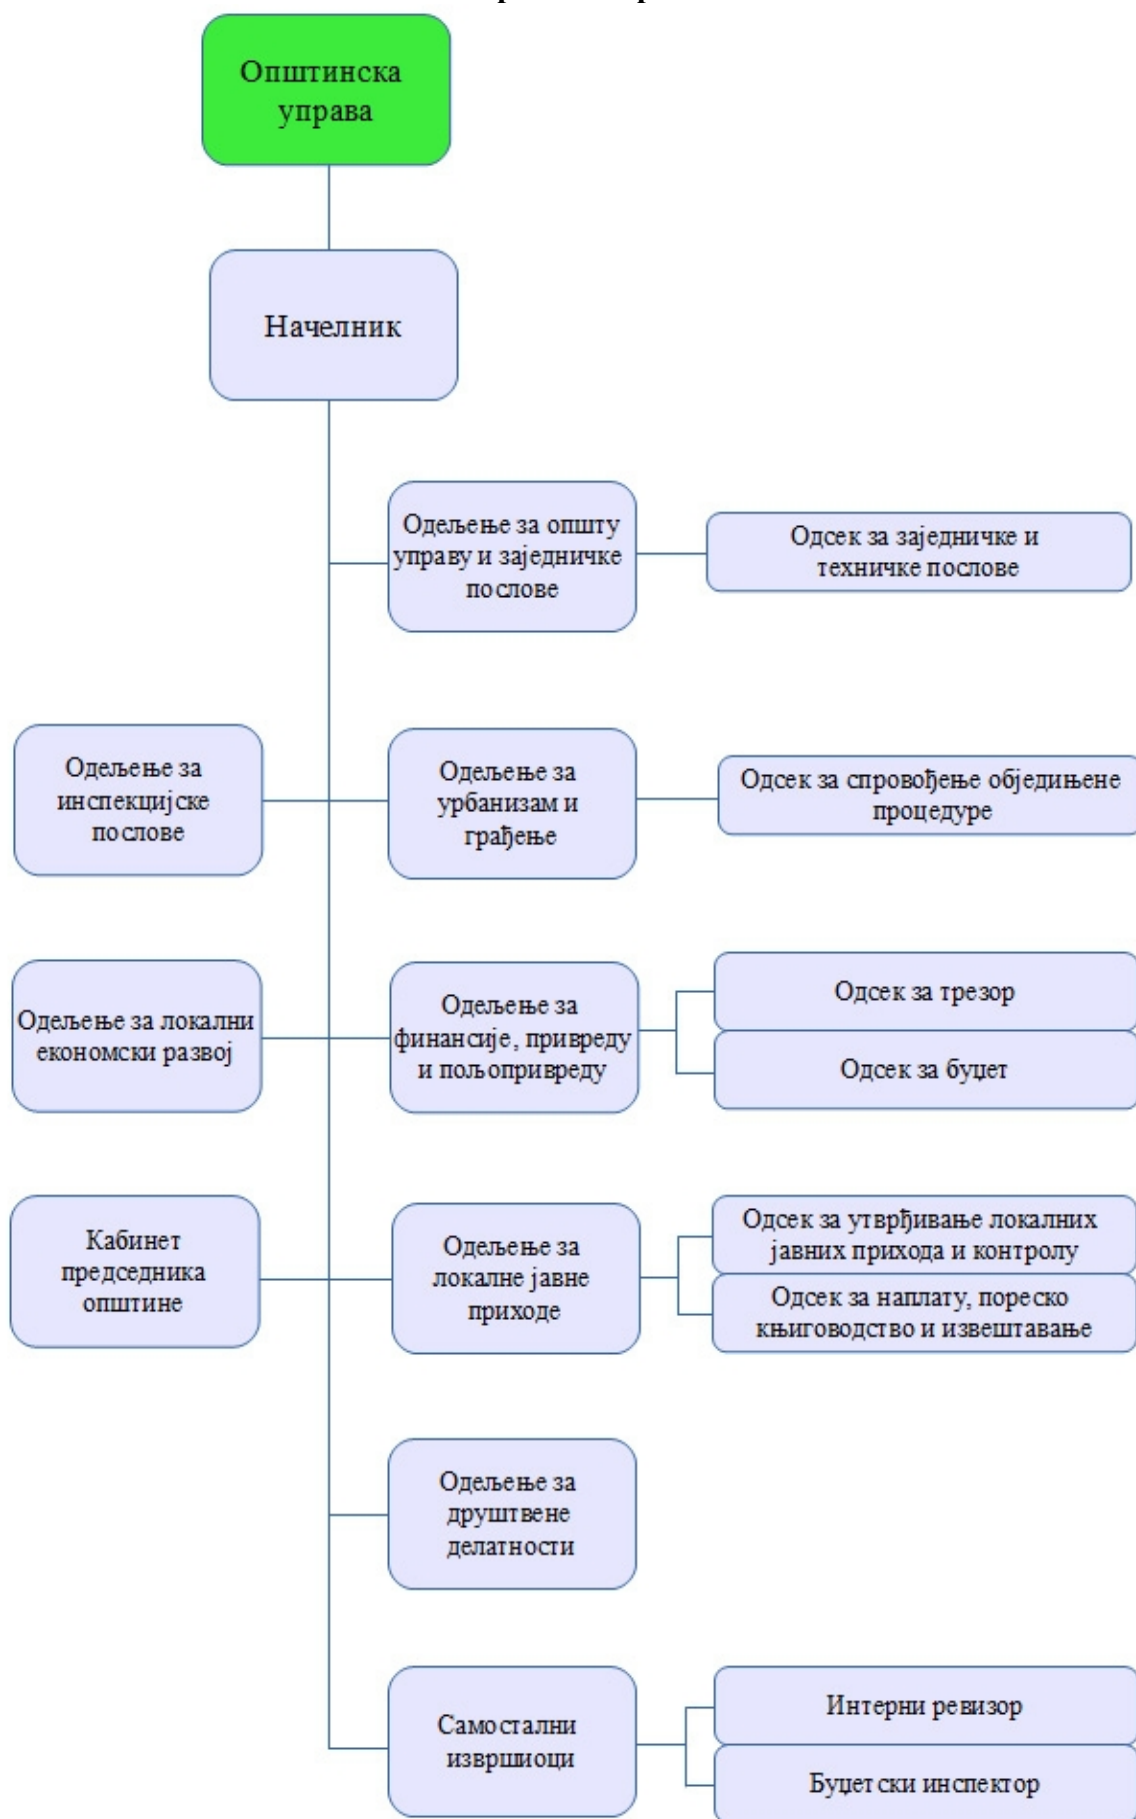 Општинска
управа
Начелник
Одељење за општу
управу и заједничке
послове
Одсек за заједничке и
техничке послове
Одељење за
инспекцијске
послове
Одељење за
урбанизам и
грађење
Одсек за спровођење обједињене
процедуре
Одељење за локални
економски развој
Одељење за
финансије, привреду
и пољопривреду
Одсек за трезор
Одсек за буџет
Кабинет
председника
општине
Одељење за
локалне јавне
приходе
Одсек за утврђивање локалних
јавних прихода и контролу
Одсек за наплату, пореско
књиговодство и извештавање
Одељење за
друштвене
делатности
Самостални
извршиоци
Интерни ревизор
Буџетски инспектор